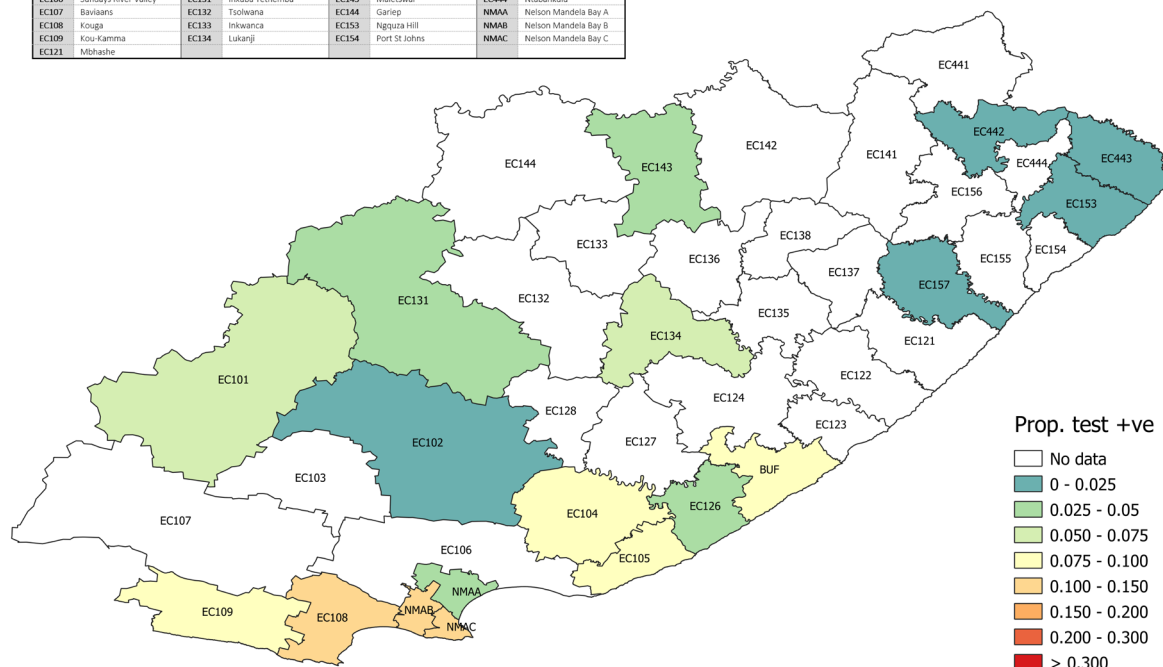 EC107 Baviaans EC132 Tsolwana EC144 Gariep NMAA Nelson Mandela Bay A
EC108 Kouga EC133 Inkwanca EC153 Ngquza Hill NMAB Nelson Mandela Bay B
EC109 Kou-Kamma EC134 Lukanji EC154 Port St Johns NMAC Nelson Mandela Bay C
EC121 Mbhashe
EC441
EC442
EC144
EC143
EC142
EC141
EC444
EC443
EC156
EC153
EC133
EC138
EC136
EC155
EC154
EC137
EC157
EC131
EC132
EC135
EC134
EC121
EC101
EC122
EC124
EC128
EC123
EC102
EC127
BUF
EC103
EC104
EC126
EC107
EC106
EC105
NMAA
EC109
EC108
NMAB
NMAC
Prop. test +ve
No data
0 - 0.025
0.025 - 0.05
0.050 - 0.075
0.075 - 0.100
0.100 - 0.150
0.150 - 0.200
0.200 - 0.300
> 0.300